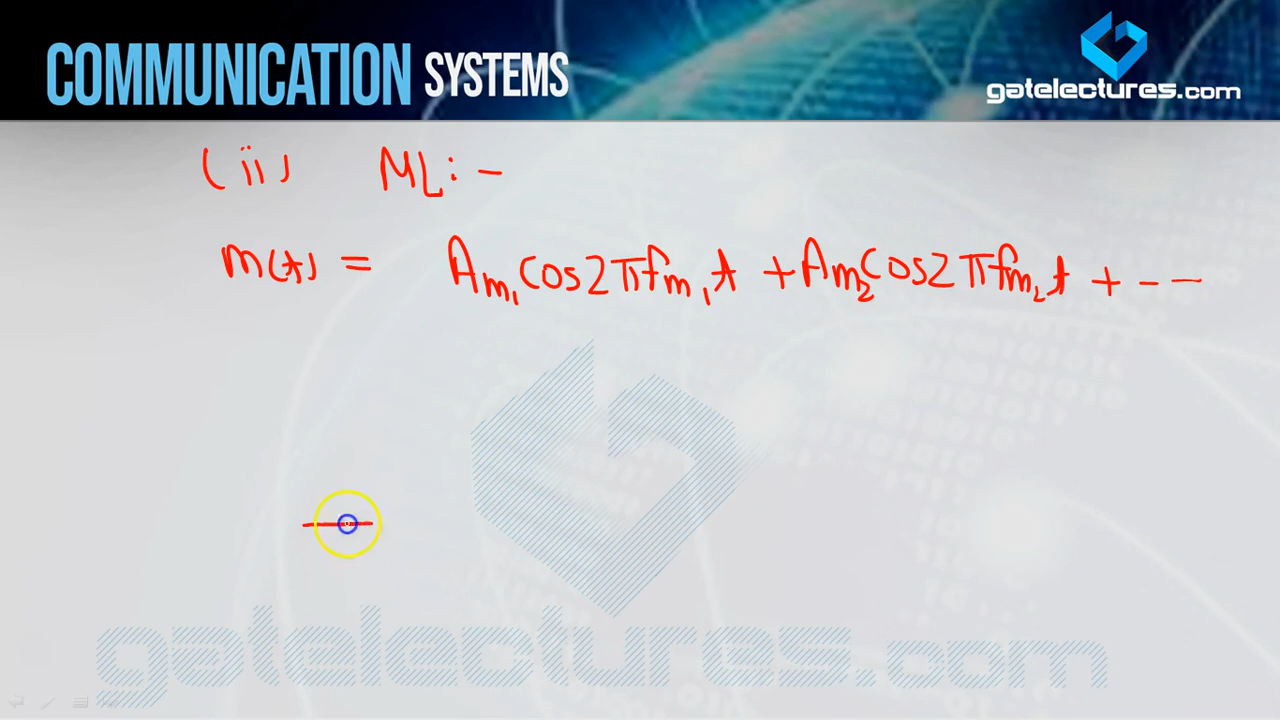 COMMUNICATION SYSTEMS
gatelectures.com
(ii) ML:-
m(t) = Am₁Cos2πfm₁t + Am₂Cos2πfm₂t + ---
gatelectures.com